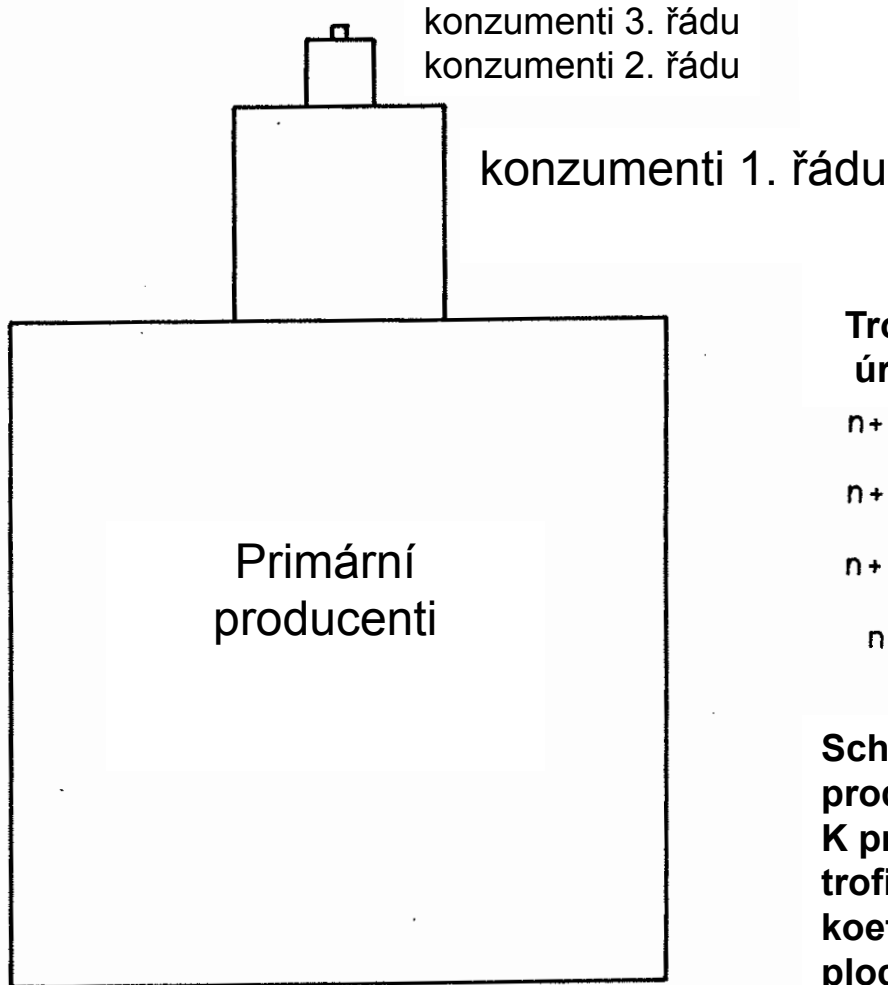 konzumenti 3. řádu
konzumenti 2. řádu
konzumenti 1. řádu
Primární
producenti
n+
n+
n+
n
K